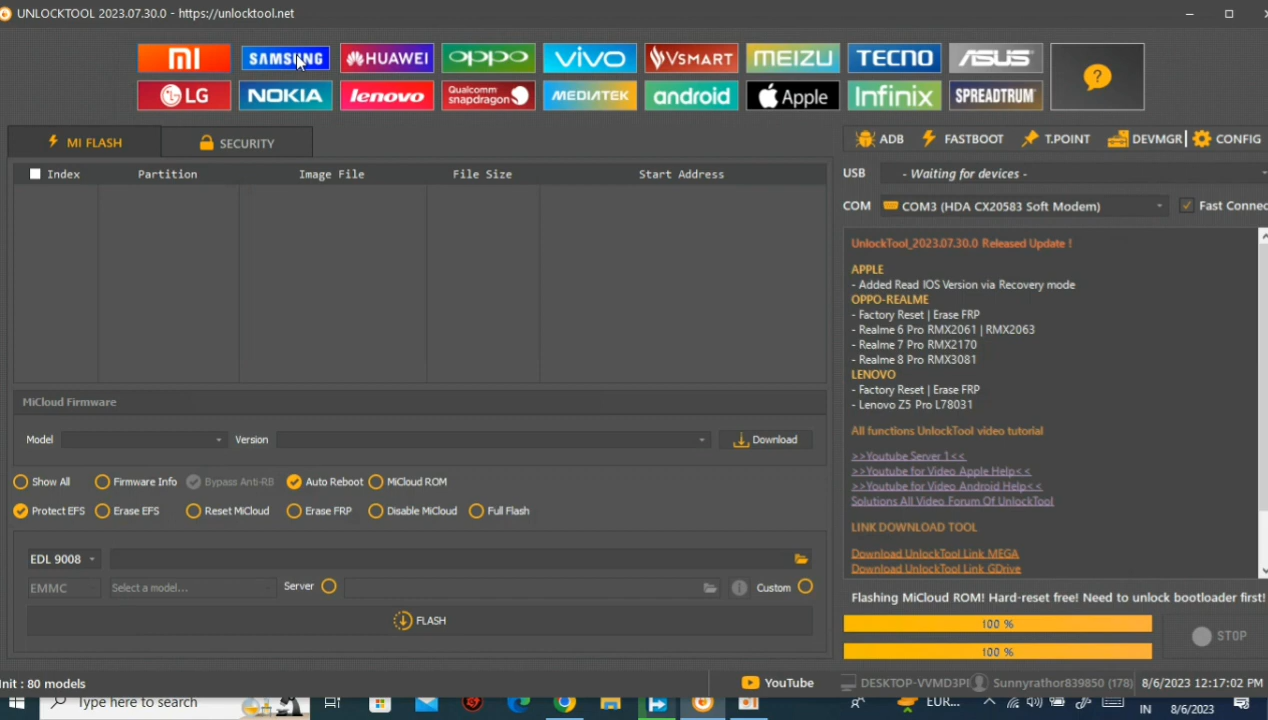 UNLOCKTOOL 2023.07.30.0 - https://unlocktool.net
mi SAMSUNG HUAWEI oppo vivo VSMART MEIZU TECNO ASUS ?
LG NOKIA lenovo Qualcomm snapdragon MEDIATEK android Apple Infinix SPREADTRUM
MI FLASH SECURITY
ADB FASTBOOT T.POINT DEVMGR CONFIG
Index Partition Image File File Size Start Address
USB - Waiting for devices -
COM COM3 (HDA CX20583 Soft Modem) Fast Connec
UnlockTool_2023.07.30.0 Released Update !
APPLE
- Added Read IOS Version via Recovery mode
OPPO-REALME
- Factory Reset | Erase FRP
- Realme 6 Pro RMX2061 | RMX2063
- Realme 7 Pro RMX2170
- Realme 8 Pro RMX3081
LENOVO
- Factory Reset | Erase FRP
- Lenovo Z5 Pro L78031
All functions UnlockTool video tutorial
>>Youtube Server 1<<
>>Youtube for Video Apple Help<<
>>Youtube for Video Android Help<<
Solutions All Video Forum Of UnlockTool
LINK DOWNLOAD TOOL
Download UnlockTool Link MEGA
Download UnlockTool Link GDrive
MiCloud Firmware
Model Version Download
Show All Firmware Info Bypass Anti-RB Auto Reboot MiCloud ROM
Protect EFS Erase EFS Reset MiCloud Erase FRP Disable MiCloud Full Flash
EDL 9008
EMMC Select a model... Server Custom
FLASH
Flashing MiCloud ROM! Hard-reset free! Need to unlock bootloader first!
100 %
STOP
100 %
Init : 80 models
YouTube DESKTOP-VVMD3PI Sunnyrathor839850 (178) 8/6/2023 12:17:02 PM
Type here to search
EUR...
IN
8/6/2023